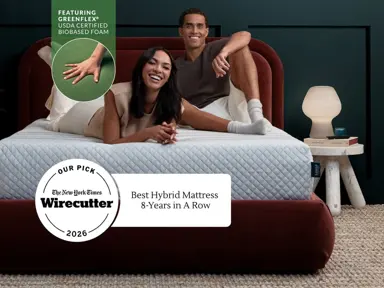 FEATURING
GREENFLEX®
USDA CERTIFIED
BIOBASED FOAM
OUR PICK
The New York Times
Wirecutter
2026
Best Hybrid Mattress
8-Years in A Row